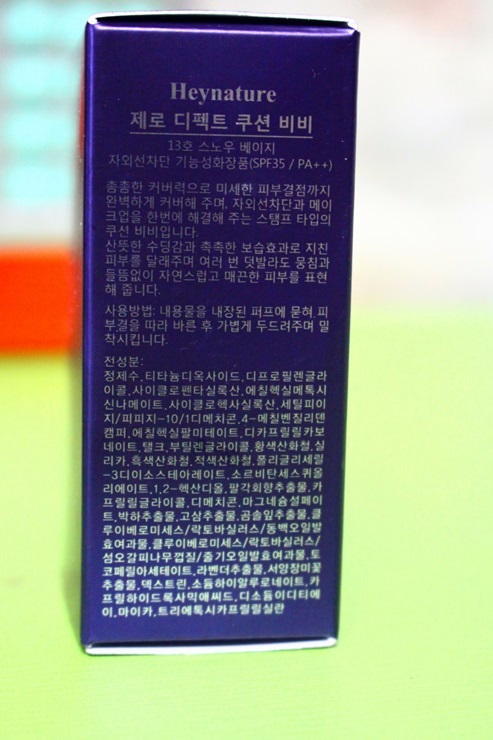 Heynature
제로 디펙트 쿠션 비비
13호 스노우 베이지
자외선차단 기능성화장품(SPF35 / PA++)
촘촘한 커버력으로 미세한 피부결점까지
완벽하게 커버해 주며, 자외선차단과 메이
크업을 한번에 해결해 주는 스탬프 타입의
쿠션 비비입니다.
산뜻한 수딩감과 촉촉한 보습효과로 지친
피부를 달래주며 여러 번 덧발라도 뭉침과
들뜸없이 자연스럽고 매끈한 피부를 표현
해 줍니다.
사용방법: 내용물을 내장된 퍼프에 묻혀 피
부결을 따라 바른 후 가볍게 두드려주며 밀
착시킵니다.
전성분:
정제수,티타늄디옥사이드,디프로필렌글라
이콜,사이클로펜타실록산,에칠헥실메톡시
신나메이트,사이클로헥사실록산,세틸피이
지/피피지-10/1디메치콘,4-메칠벤질리덴
캠퍼,에칠헥실팔미테이트,디카프릴릴카보
네이트,탤크,부틸렌글라이콜,황색산화철,실
리카,흑색산화철,적색산화철,폴리글리세릴
-3디이소스테아레이트,소르비탄세스퀴올
리에이트,1,2-헥산디올,팔각회향추출물,카
프릴릴글라이콜,디메치콘,마그네슘설페이
트,박하추출물,고삼추출물,곰솔잎추출물,클
루이베로미세스/락토바실러스/동백오일발
효여과물,클루이베로미세스/락토바실러스/
섬오갈피나무껍질/줄기오일발효여과물,토
코페릴아세테이트,라벤더추출물,서양장미꽃
추출물,덱스트린,소듐하이알루로네이트,카
프릴하이드록사믹애씨드,디소듐이디티에
이,마이카,트리에톡시카프릴릴실란